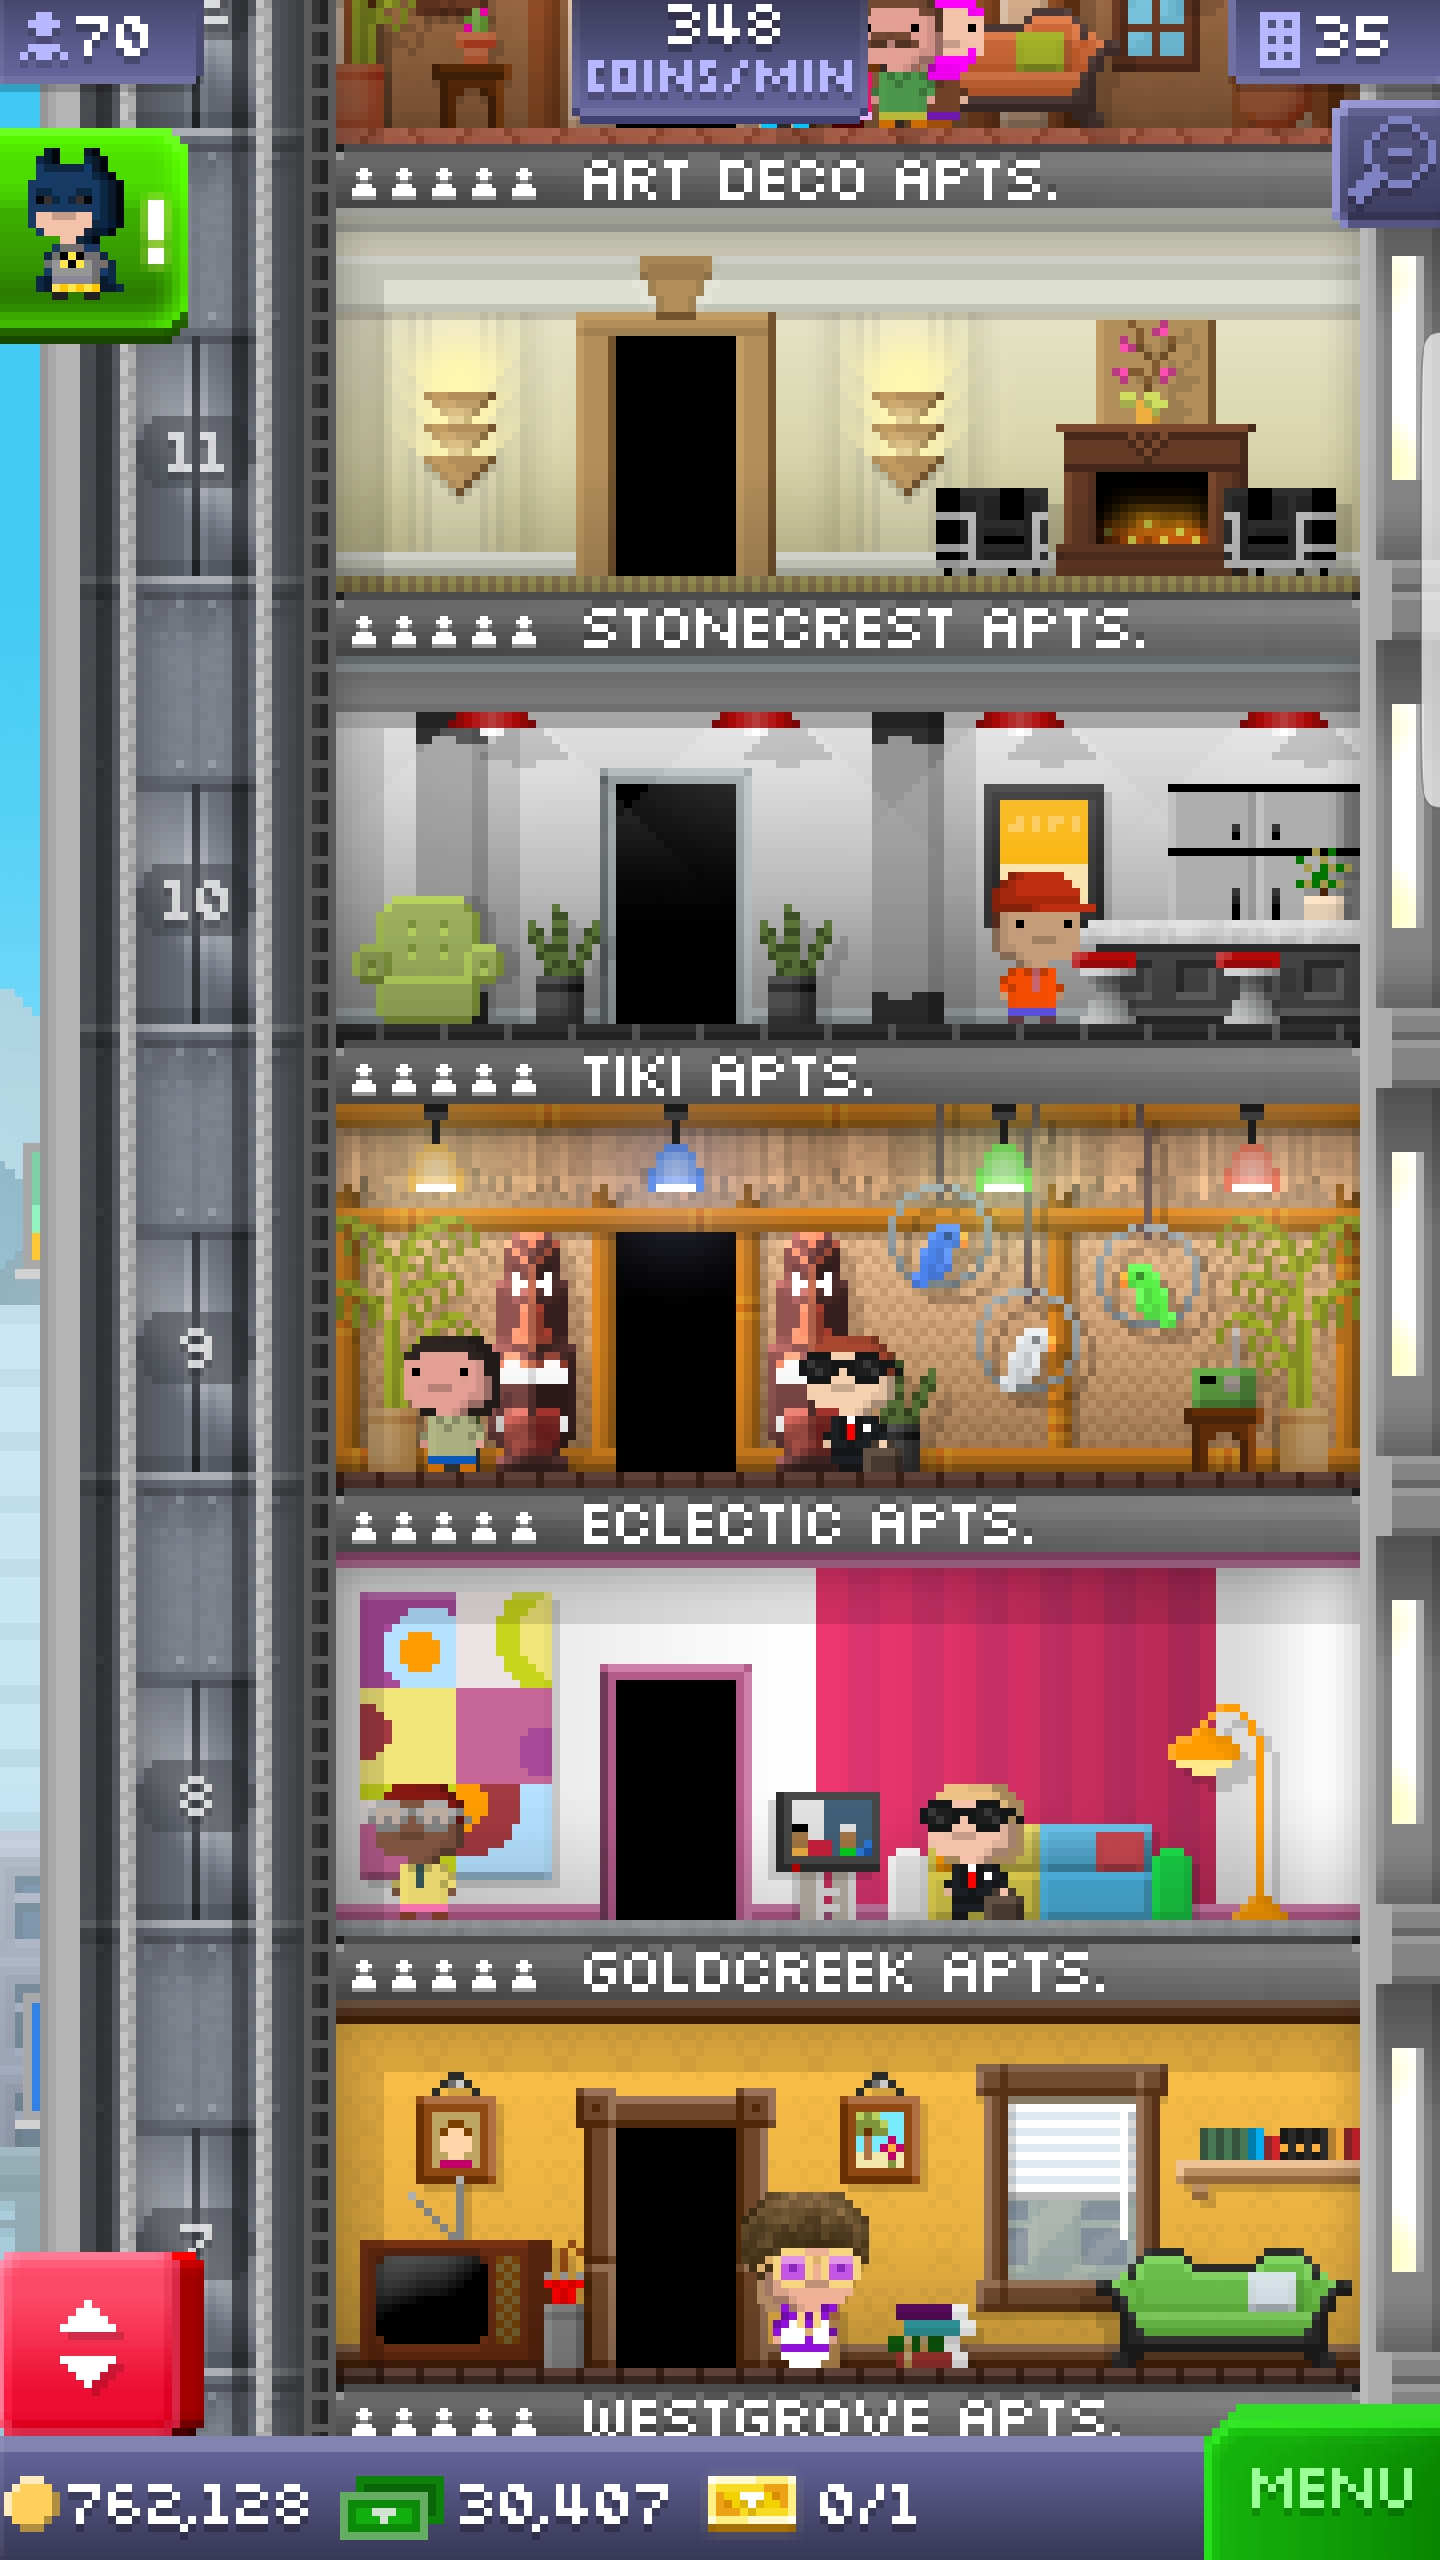 70
348
COINS/MIN
35
!
ART DECO APTS.
11
STONECREST APTS.
10
TIKI APTS.
9
ECLECTIC APTS.
8
GOLDCREEK APTS.
7
WESTGROVE APTS.
762,128
30,407
0/1
MENU